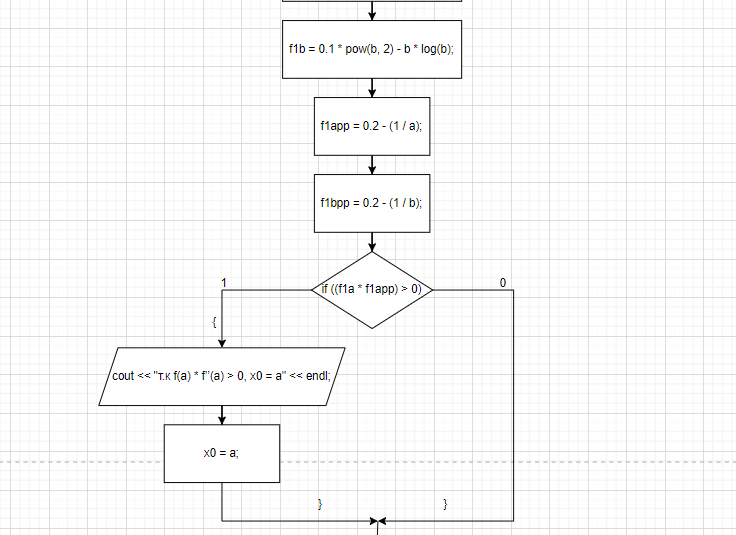 f1b = 0.1 * pow(b, 2) - b * log(b);
f1app = 0.2 - (1 / a);
f1bpp = 0.2 - (1 / b);
if ((f1a * f1app) > 0)
1
0
{
cout << "т.к f(a) * f''(a) > 0, x0 = a" << endl;
x0 = a;
}
}